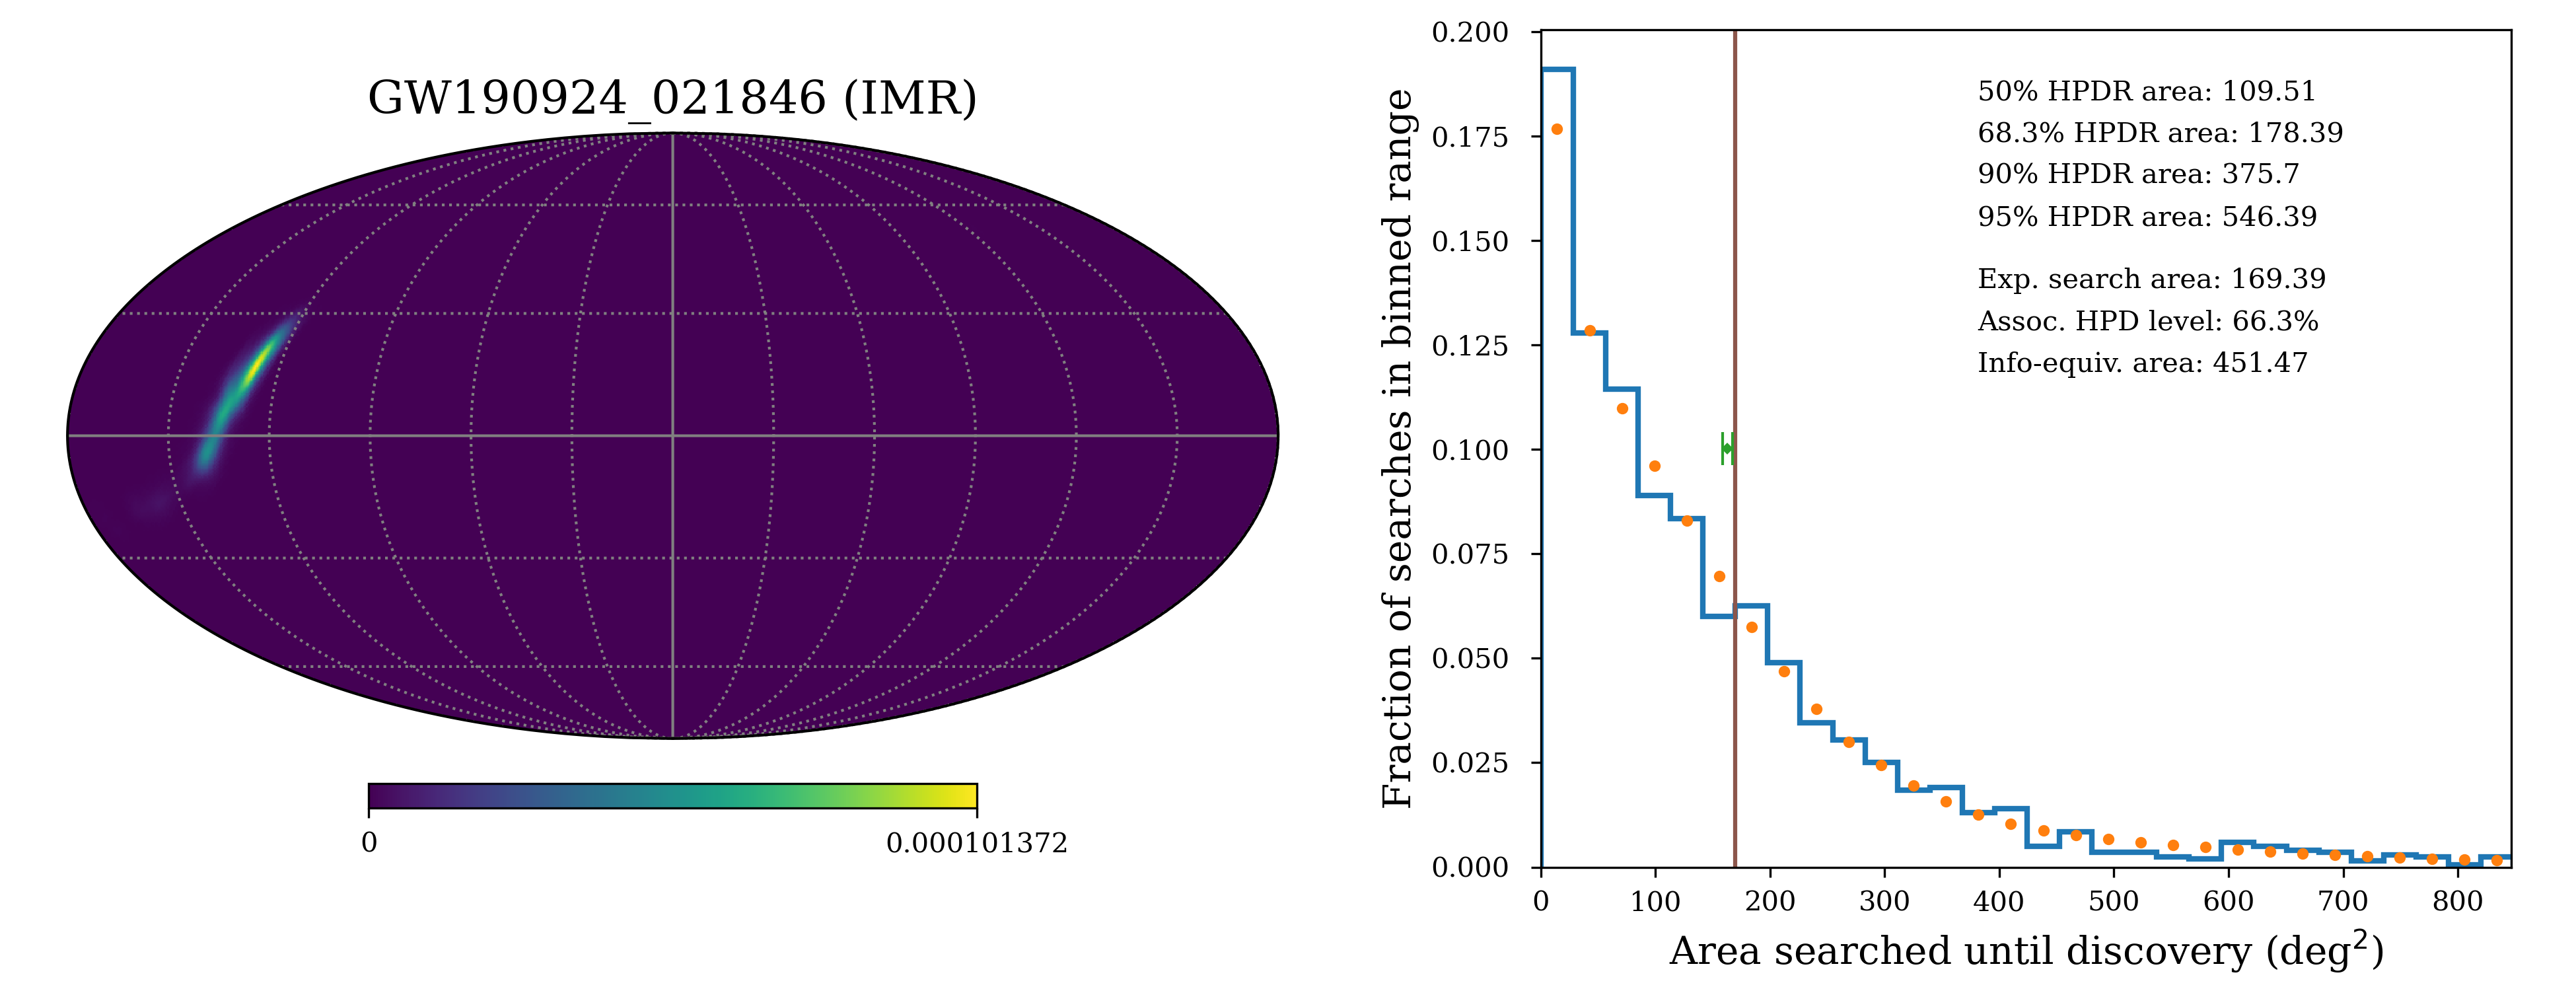 GW190924_021846 (IMR)
0
0.000101372
Fraction of searches in binned range
0.200
0.175
0.150
0.125
0.100
0.075
0.050
0.025
0.000
50% HPDR area: 109.51
68.3% HPDR area: 178.39
90% HPDR area: 375.7
95% HPDR area: 546.39
Exp. search area: 169.39
Assoc. HPD level: 66.3%
Info-equiv. area: 451.47
0 100 200 300 400 500 600 700 800
Area searched until discovery (deg²)